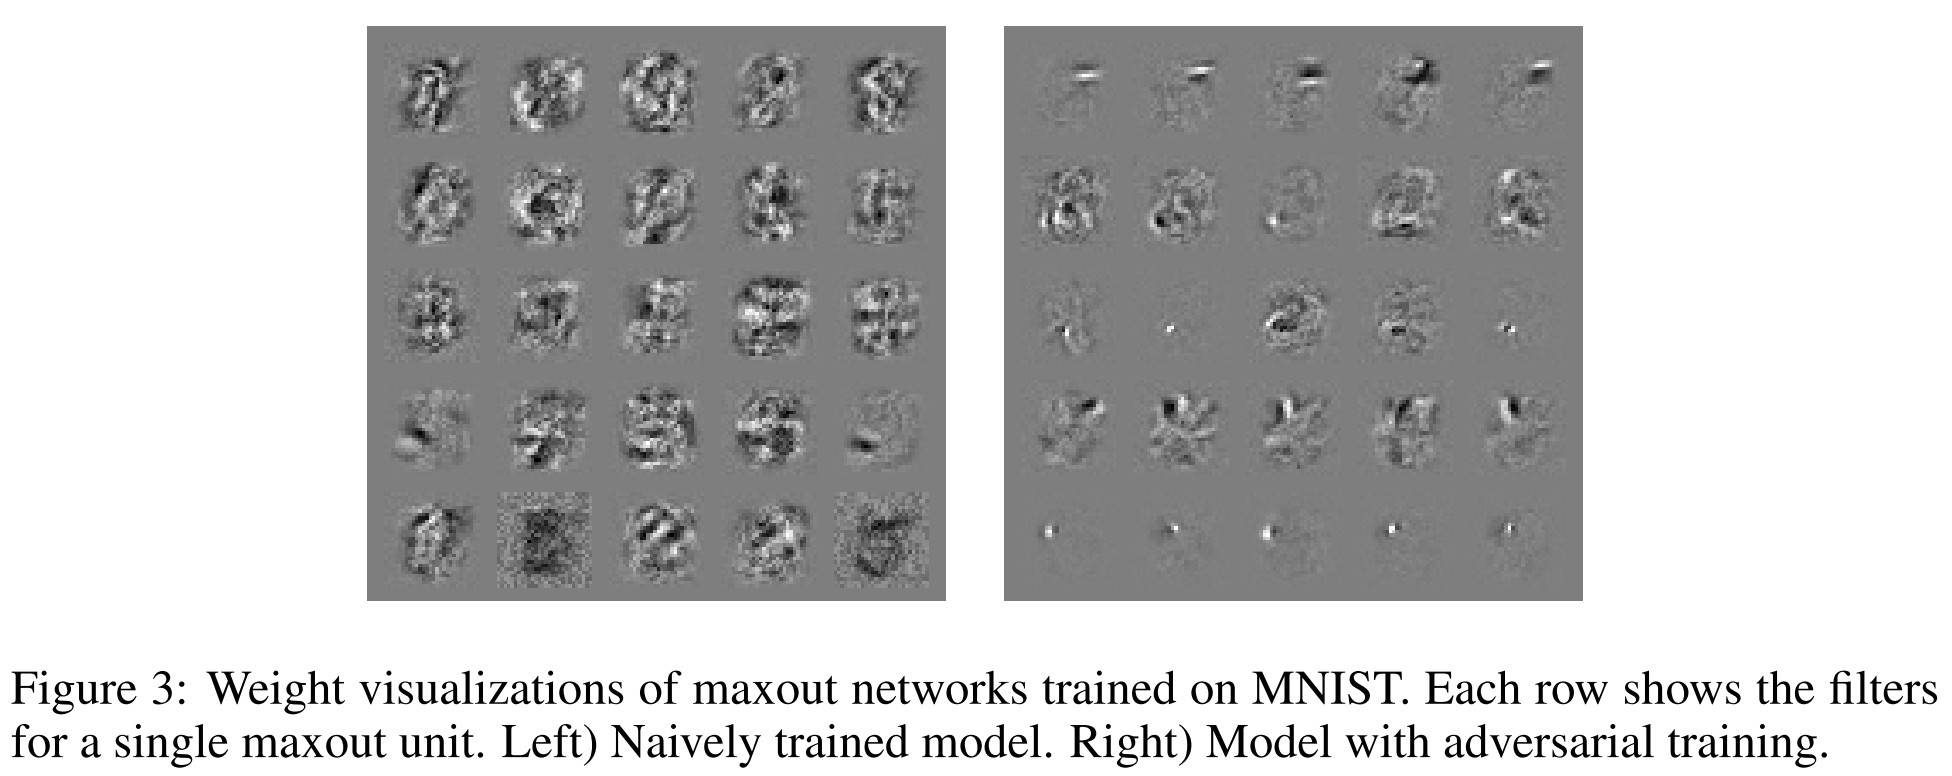 Figure 3: Weight visualizations of maxout networks trained on MNIST. Each row shows the filters
for a single maxout unit. Left) Naively trained model. Right) Model with adversarial training.